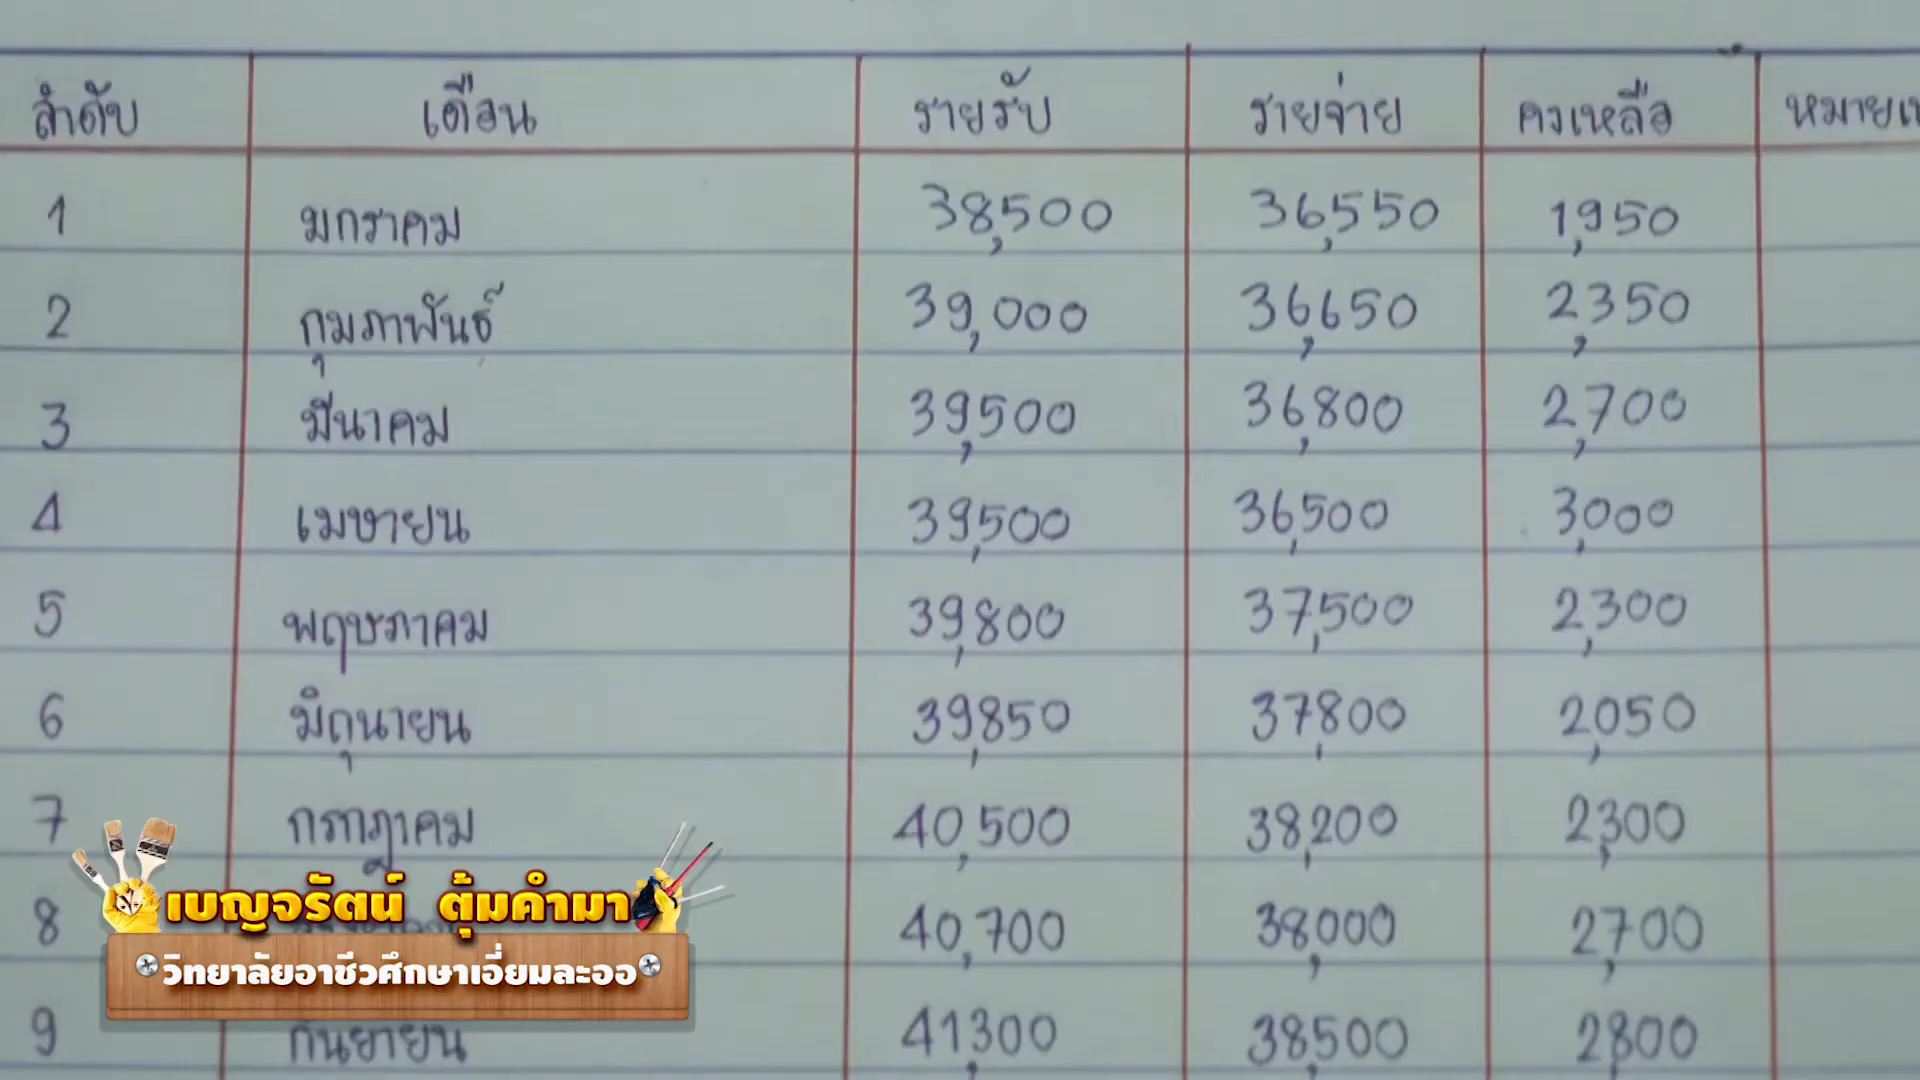 ลำดับ เดือน รายรับ รายจ่าย คงเหลือ
1 มกราคม 38,500 36,550 1,950
2 กุมภาพันธ์ 39,000 36,650 2,350
3 มีนาคม 39,500 36,800 2,700
4 เมษายน 39,500 36,500 3,000
5 พฤษภาคม 39,800 37,500 2,300
6 มิถุนายน 39,850 37,800 2,050
7 กรกฎาคม 40,500 38,200 2,300
8 40,700 38,000 2,700
9 กันยายน 41,300 38,500 2,800
เบญจรัตน์ ตุ้มคำมา
วิทยาลัยอาชีวศึกษาเอี่ยมละออ